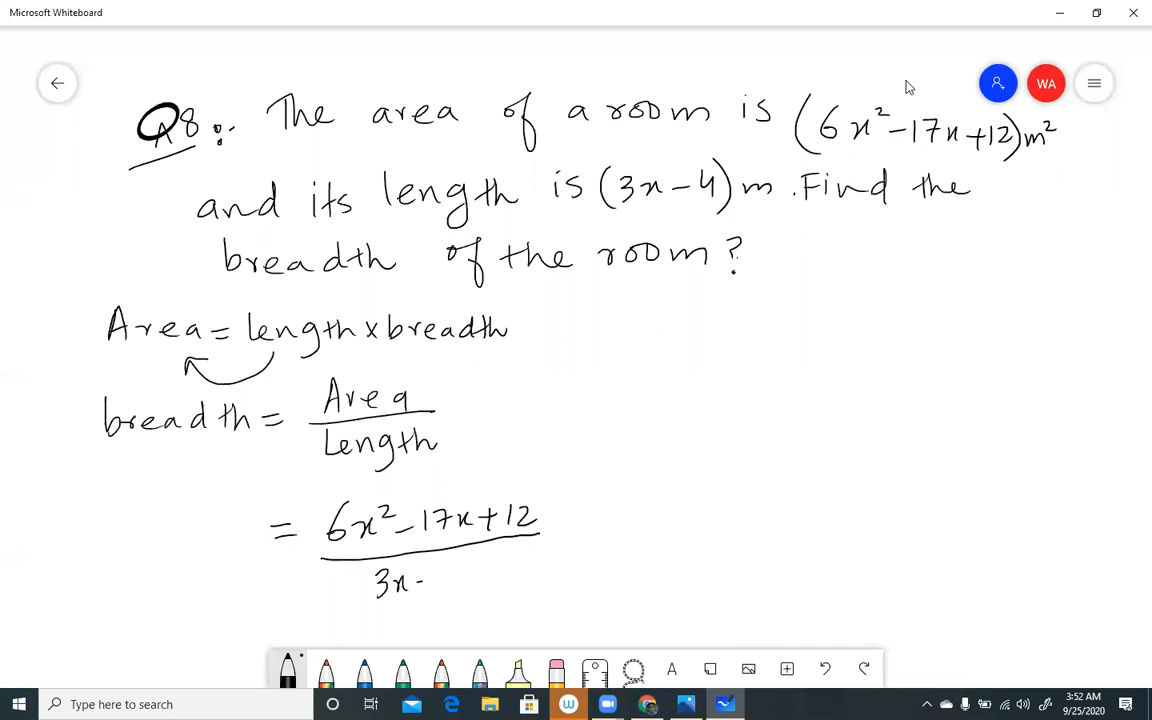 Microsoft Whiteboard
WA
Q8:- The area of a room is (6x²-17x+12)m²
and its length is (3x-4)m. Find the
breadth of the room?
Area = length x breadth
breadth = Area
Length
= 6x²-17x+12
3x-
A
Type here to search
3:52 AM
9/25/2020